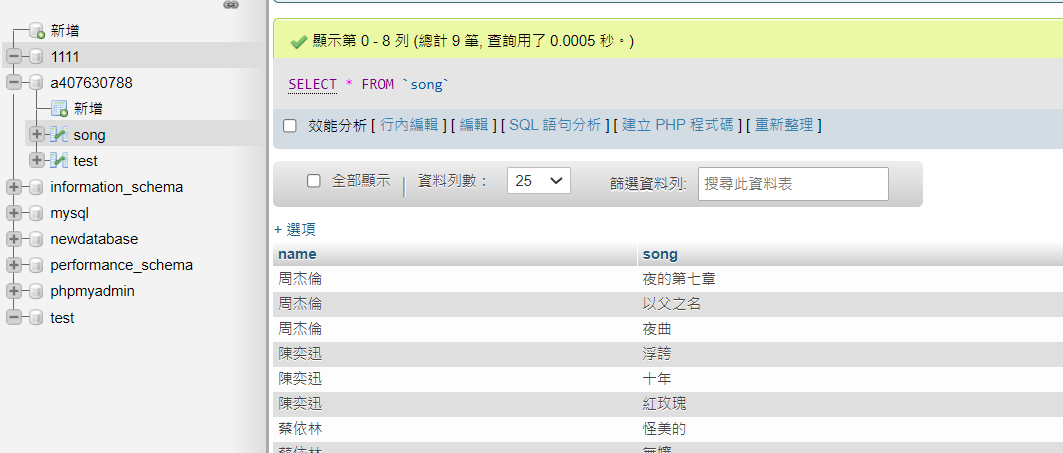 新增
1111
a407630788
新增
song
test
information_schema
mysql
newdatabase
performance_schema
phpmyadmin
test
顯示第 0 - 8 列 (總計 9 筆, 查詢用了 0.0005 秒。)
SELECT * FROM `song`
效能分析 [ 行內編輯 ] [ 編輯 ] [ SQL 語句分析 ] [ 建立 PHP 程式碼 ] [ 重新整理 ]
全部顯示 | 資料列數: 25 篩選資料列: 搜尋此資料表
+ 選項
name song
周杰倫 夜的第七章
周杰倫 以父之名
周杰倫 夜曲
陳奕迅 浮誇
陳奕迅 十年
陳奕迅 紅玫瑰
蔡依林 怪美的
蔡依林